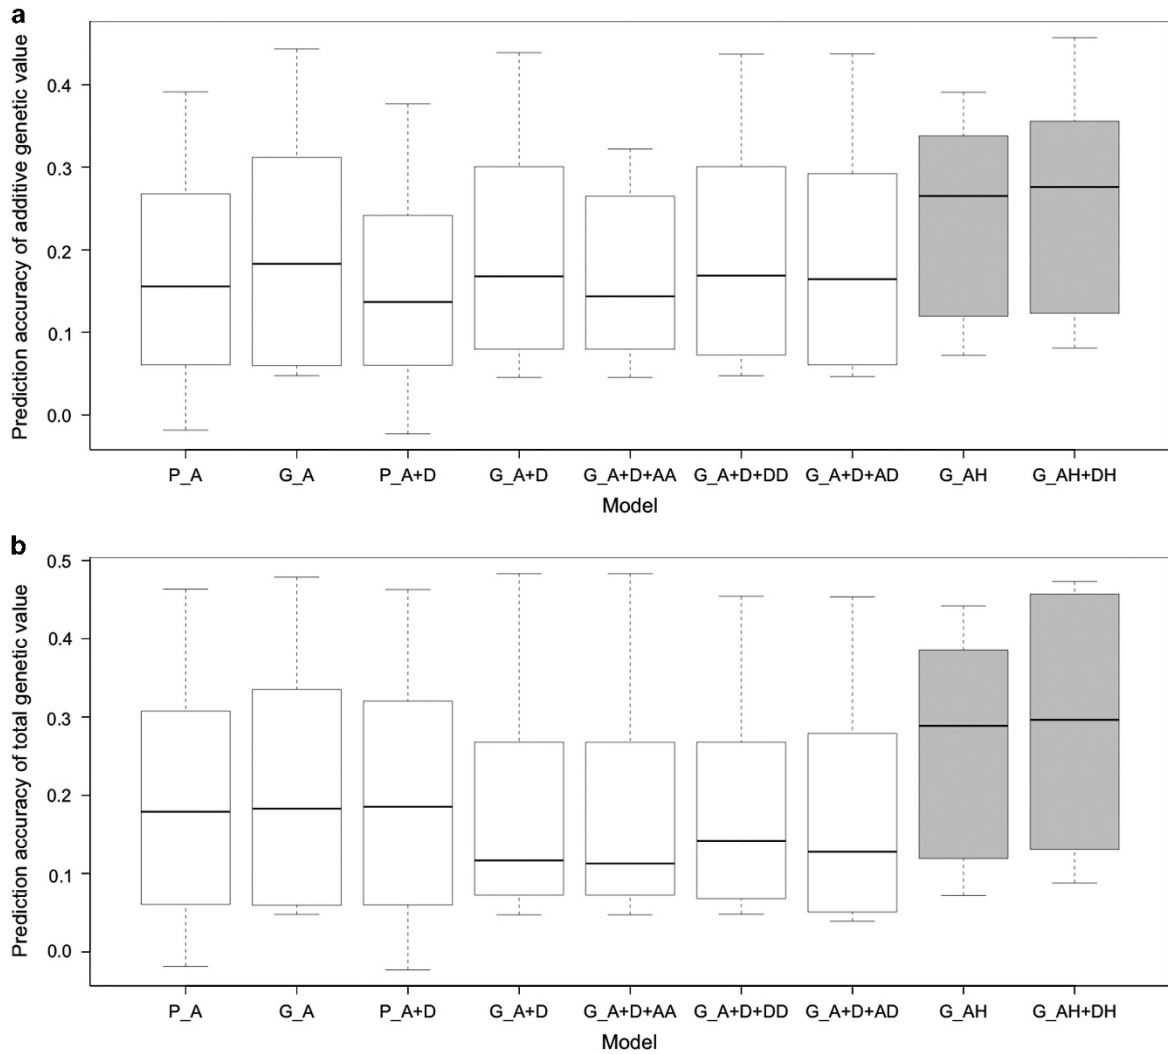 a
Prediction accuracy of additive genetic value
0.4
0.3
0.2
0.1
0.0
P_A G_A P_A+D G_A+D G_A+D+AA G_A+D+DD G_A+D+AD G_AH G_AH+DH
Model
b
Prediction accuracy of total genetic value
0.5
0.4
0.3
0.2
0.1
0.0
P_A G_A P_A+D G_A+D G_A+D+AA G_A+D+DD G_A+D+AD G_AH G_AH+DH
Model